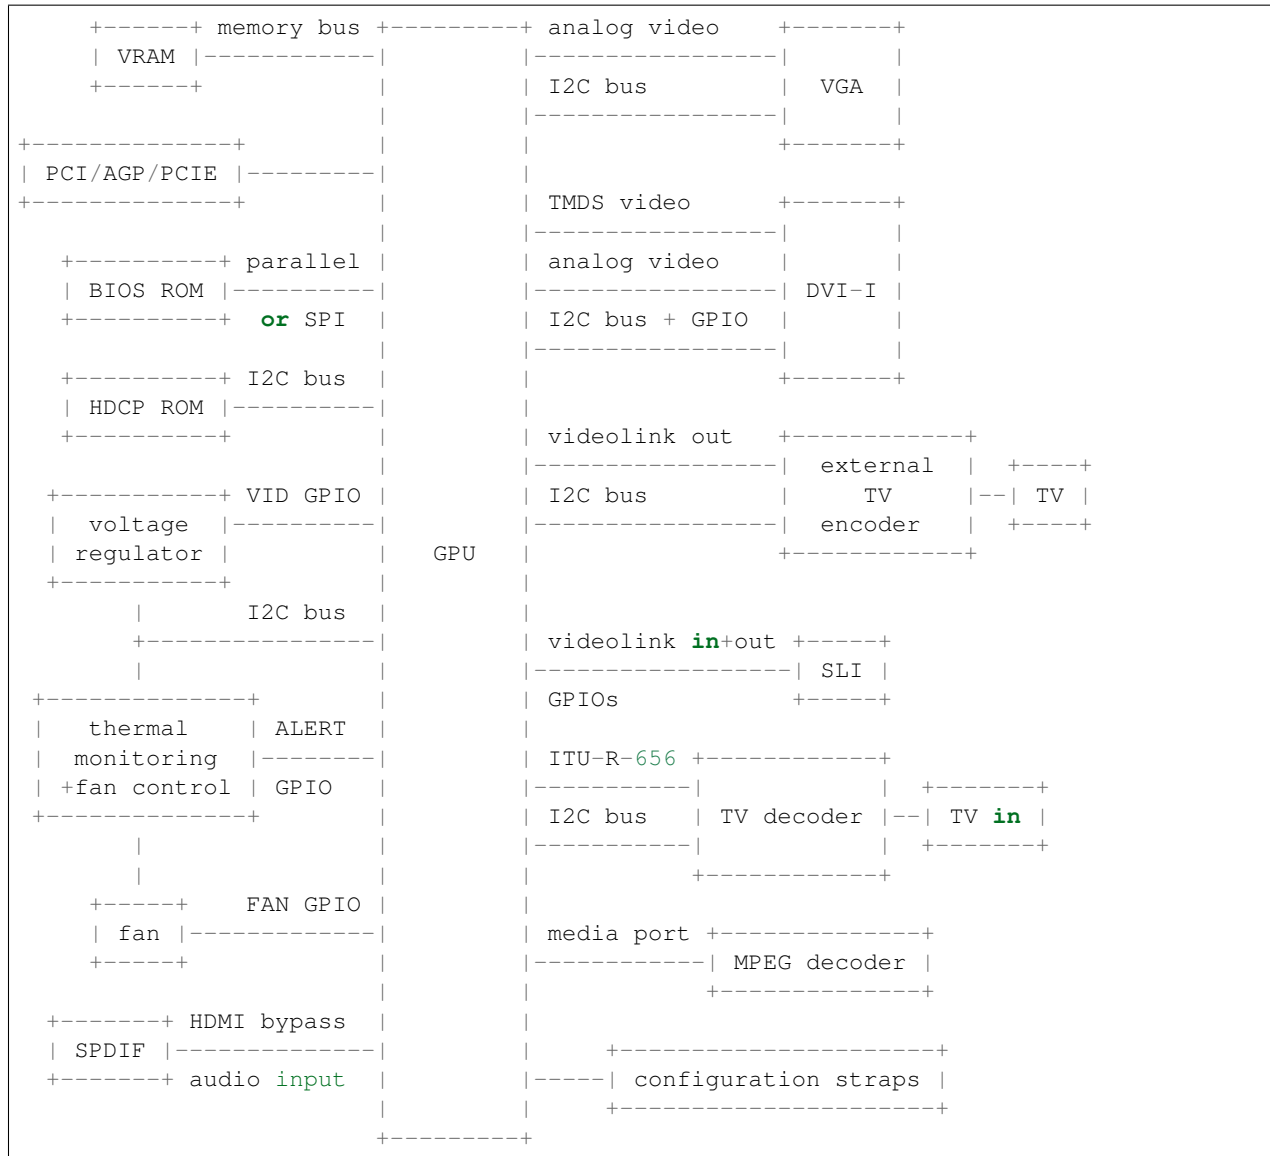 +------+ memory bus +---------+ analog video    +-------+
| VRAM |------------|         |-----------------|       |
+------+            |         | I2C bus         |  VGA  |
|         |-----------------|       |
+--------------+         |         |                 +-------+
| PCI/AGP/PCIE |---------|         |
+--------------+         |         | TMDS video      +-------+
|         |-----------------|       |
+----------+ parallel |         | analog video    |       |
| BIOS ROM |----------|         |-----------------| DVI-I |
+----------+  or SPI  |         | I2C bus + GPIO  |       |
|         |-----------------|       |
+----------+ I2C bus  |         |                 +-------+
| HDCP ROM |----------|         |
+----------+          |         | videolink out   +------------+
|         |-----------------|  external  |  +----+
+-----------+ VID GPIO |         | I2C bus         |     TV     |--| TV |
|  voltage  |----------|         |-----------------|  encoder   |  +----+
| regulator |          |   GPU   |                 +------------+
+-----------+          |         |
|       I2C bus  |         |
+----------------|         | videolink in+out +-----+
|                |         |------------------| SLI |
+--------------+        |         | GPIOs            +-----+
|   thermal    | ALERT  |         |
|  monitoring  |--------|         | ITU-R-656 +------------+
| +fan control | GPIO   |         |-----------|            |  +-------+
+--------------+        |         | I2C bus   | TV decoder |--| TV in |
|                |         |-----------|            |  +-------+
|                |         |           +------------+
+-----+    FAN GPIO |         |
| fan |-------------|         | media port +--------------+
+-----+             |         |------------| MPEG decoder |
|         |            +--------------+
+-------+ HDMI bypass  |         |
| SPDIF |--------------|         |     +----------------------+
+-------+ audio input  |         |-----| configuration straps |
|         |     +----------------------+
+---------+